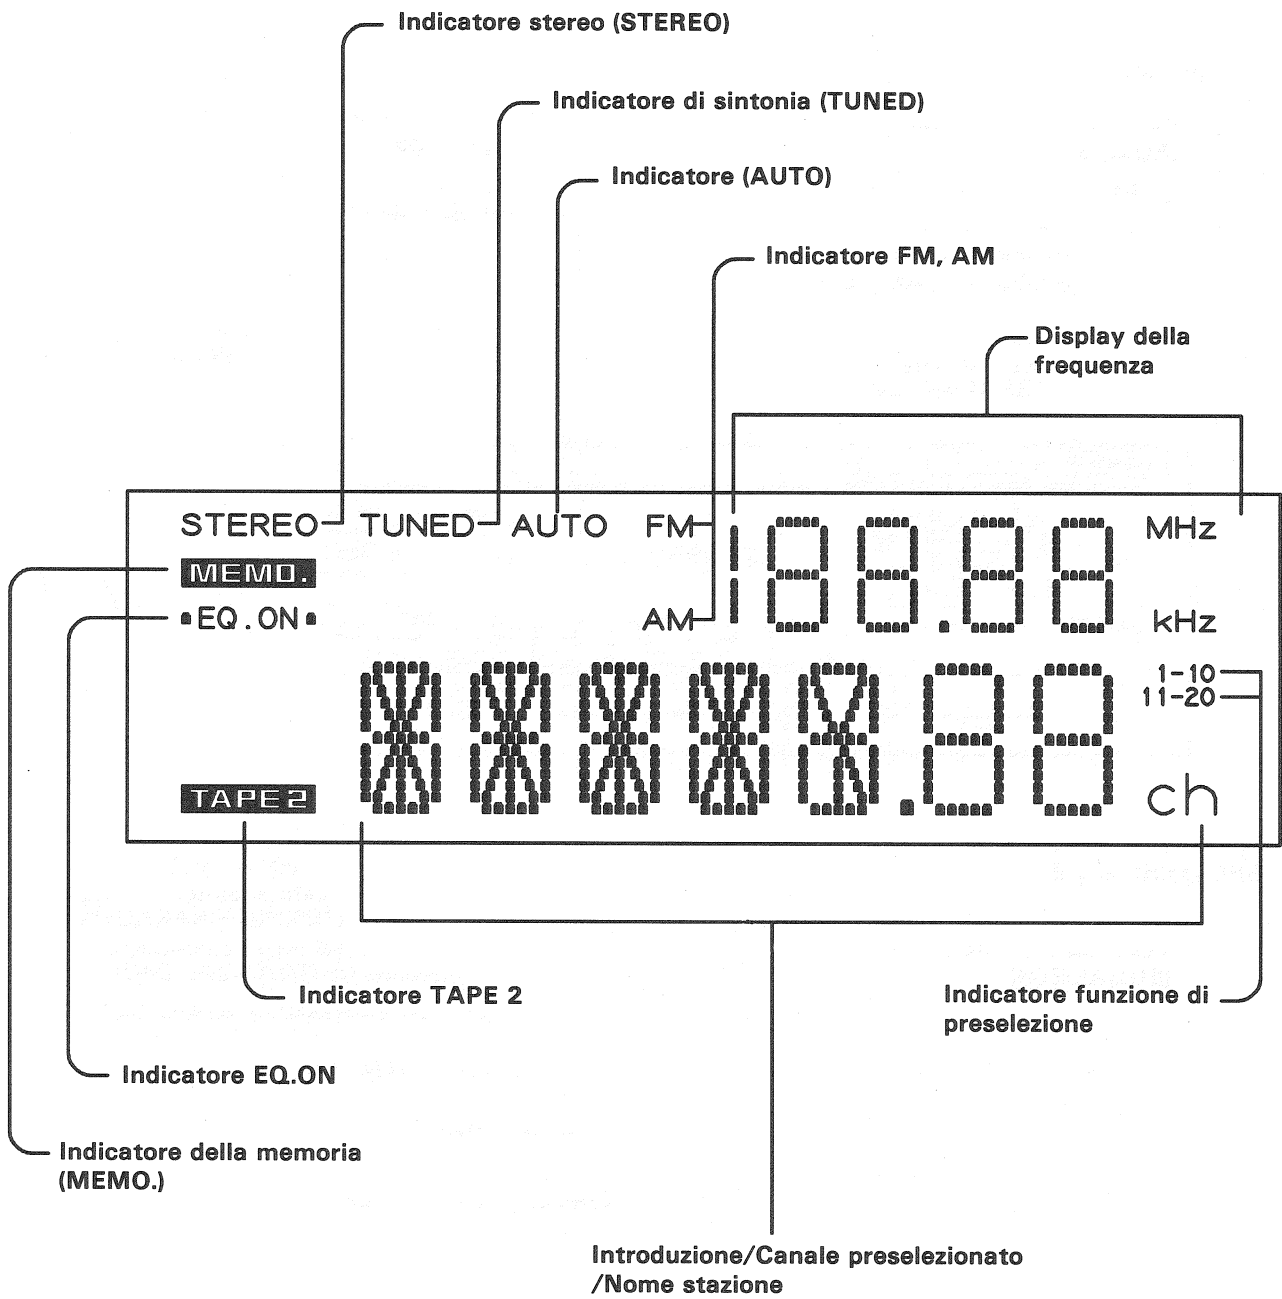 Indicatore stereo (STEREO)
Indicatore di sintonia (TUNED)
Indicatore (AUTO)
Indicatore FM, AM
Display della
frequenza
STEREO TUNED AUTO FM 188.88 MHz
MEMO.
EQ.ON AM kHz
1-10
11-20
TAPE 2 .88 ch
Indicatore TAPE 2
Indicatore funzione di
preselezione
Indicatore EQ.ON
Indicatore della memoria
(MEMO.)
Introduzione/Canale preselezionato
/Nome stazione